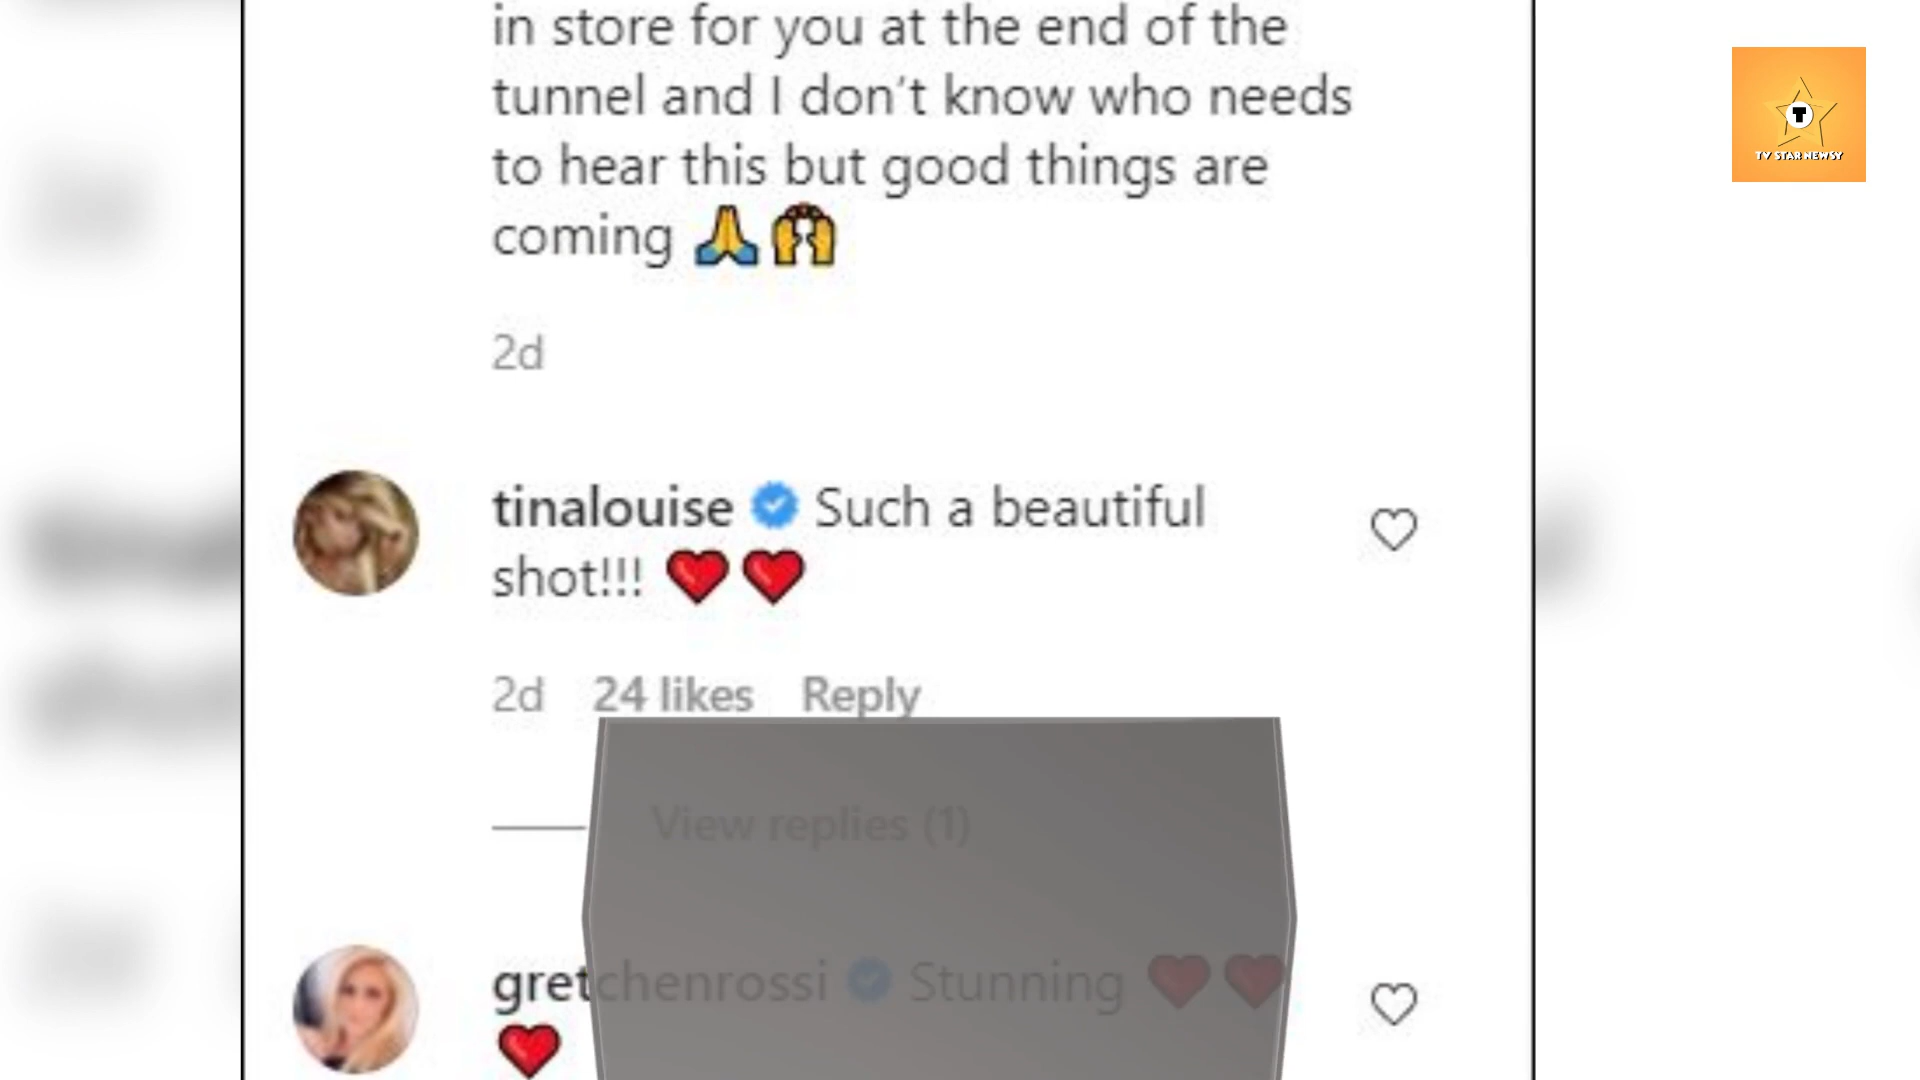 in store for you at the end of the
tunnel and I don't know who needs
to hear this but good things are
coming 🙏 🙌
2d
tinalouise Such a beautiful
shot!!! ❤️ ❤️
2d 24 likes Reply
View replies (1)
gretchenrossi Stunning ❤️ ❤️
❤️
T
TV STAR NEWSY